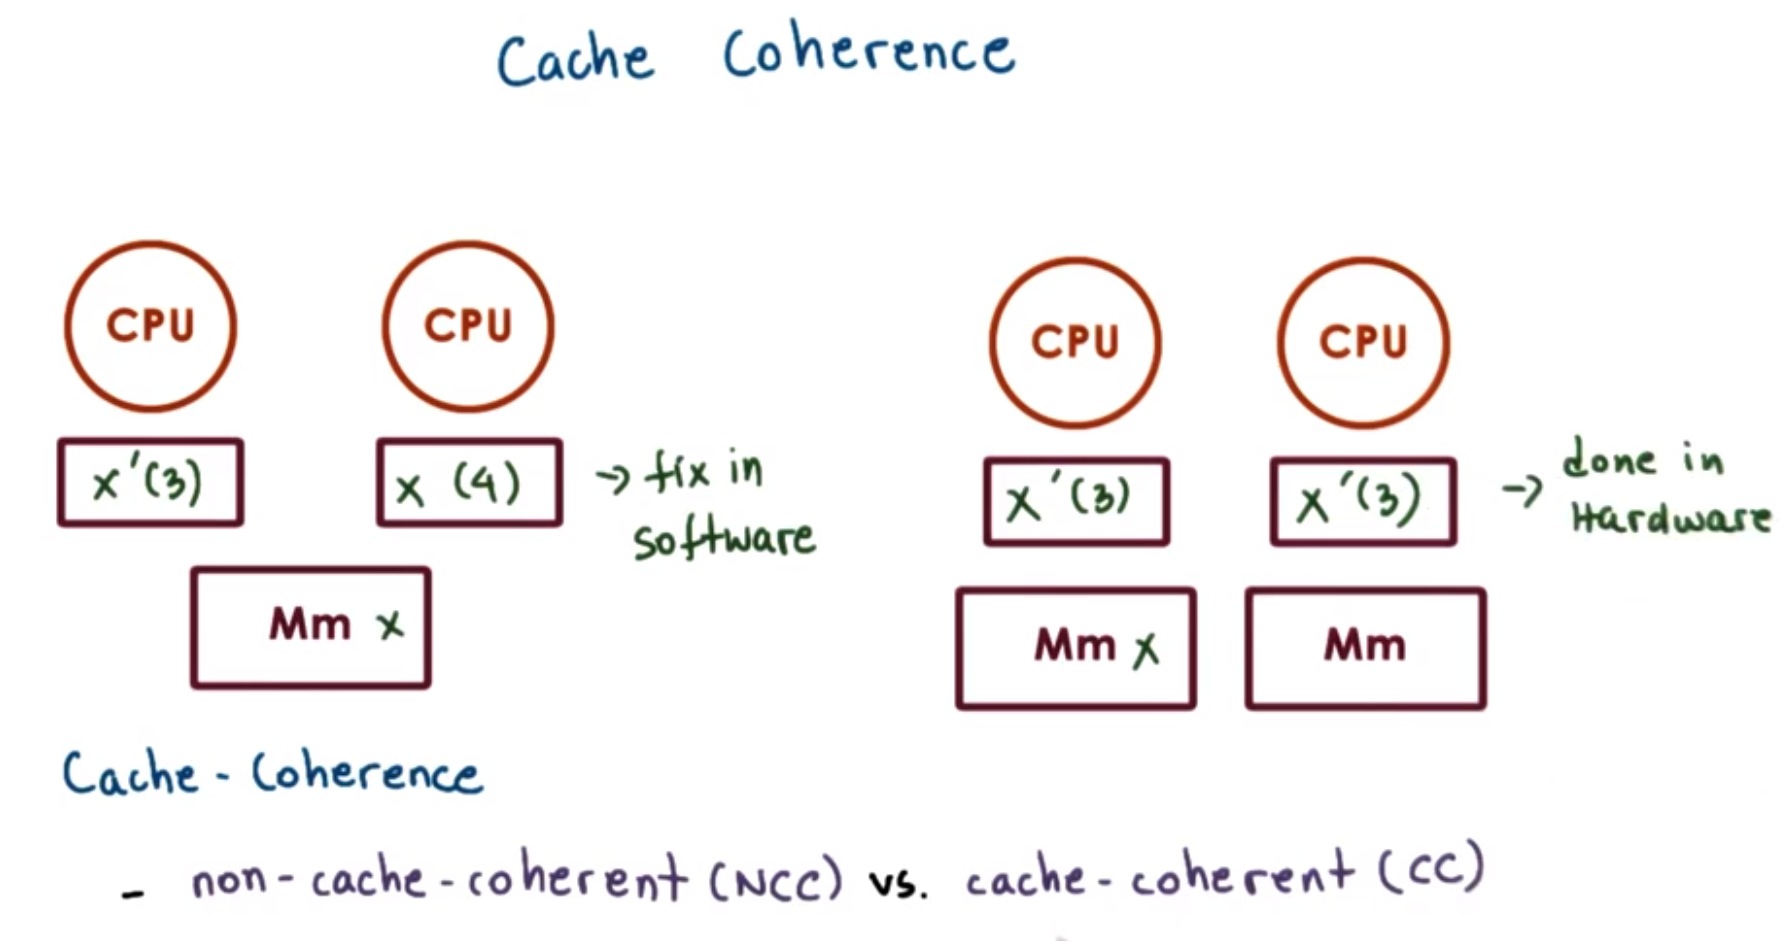 Cache Coherence
CPU
CPU
x'(3)
x (4)
→ fix in
software
Mm x
CPU
CPU
x'(3)
x'(3)
→ done in
Hardware
Mm x
Mm
Cache-Coherence
- non-cache-coherent (NCC) vs. cache-coherent (CC)